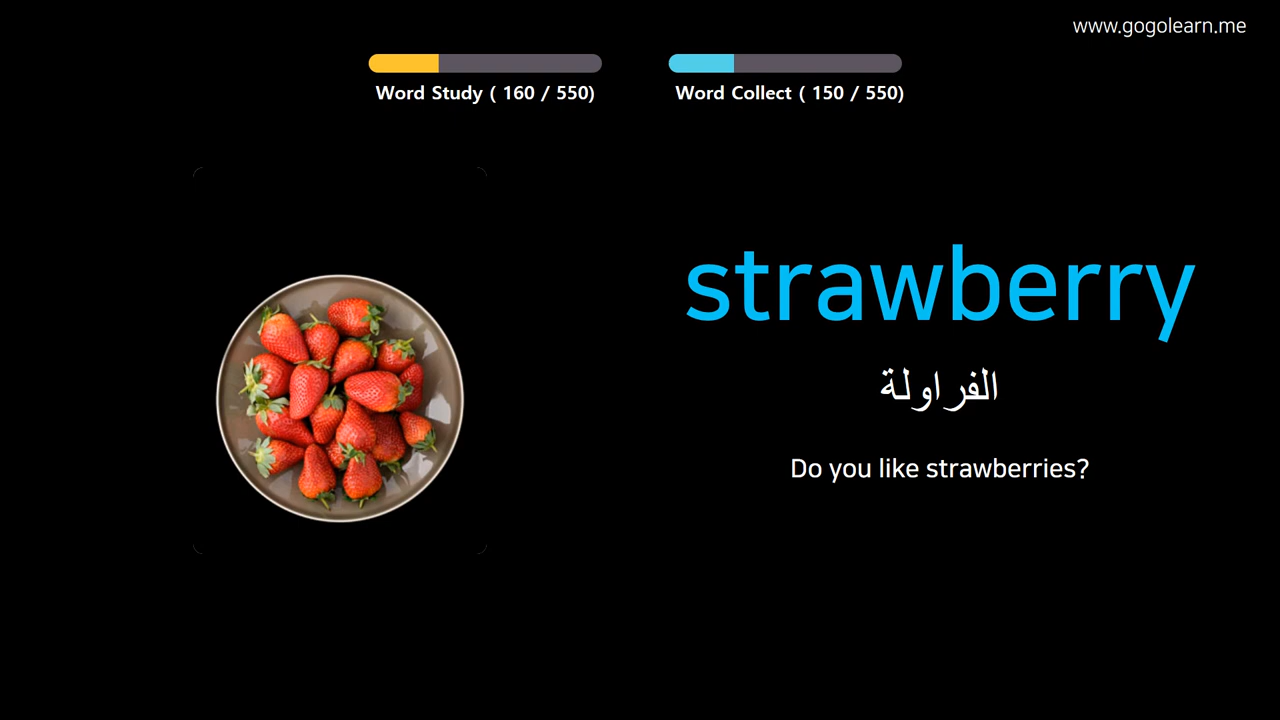 www.gogolearn.me
Word Study ( 160 / 550)
Word Collect ( 150 / 550)
strawberry
الفراولة
Do you like strawberries?